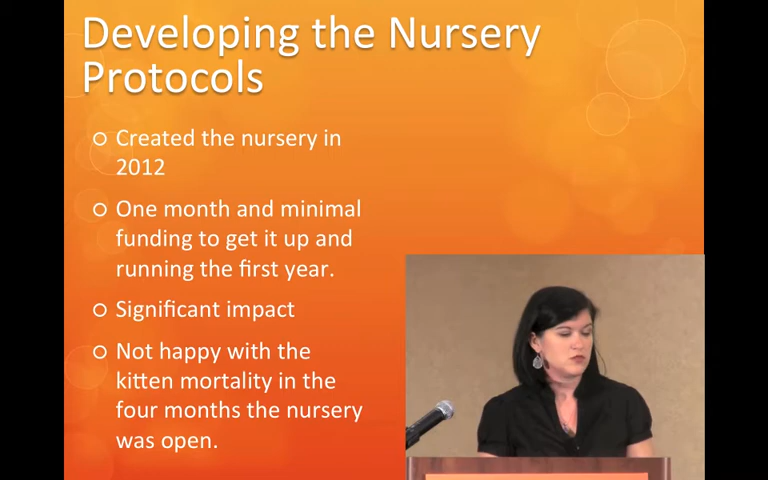 Developing the Nursery
Protocols
Created the nursery in
2012
One month and minimal
funding to get it up and
running the first year.
Significant impact
Not happy with the
kitten mortality in the
four months the nursery
was open.